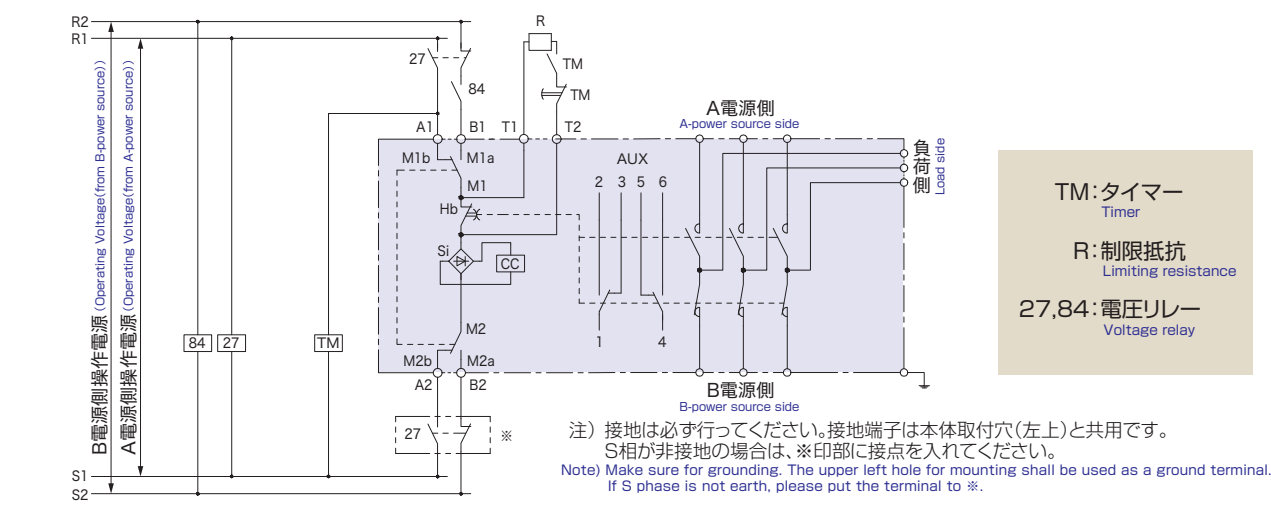 R2
R1
R
27
TM
84
TM
A1 B1 T1 T2
A電源側
A-power source side
M1b M1a
AUX
M1
2 3 5 6
Hb
Si
CC
負荷側
Load side
B電源側操作電源 (Operating Voltage(from B-power source))
A電源側操作電源 (Operating Voltage(from A-power source))
84 27 TM
M2
1 4
M2b M2a
A2 B2
B電源側
B-power source side
27
※
S1
S2
TM:タイマー
Timer
R:制限抵抗
Limiting resistance
27,84:電圧リレー
Voltage relay
注) 接地は必ず行ってください。接地端子は本体取付穴(左上)と共用です。
S相が非接地の場合は、※印部に接点を入れてください。
Note) Make sure for grounding. The upper left hole for mounting shall be used as a ground terminal.
If S phase is not earth, please put the terminal to ※.